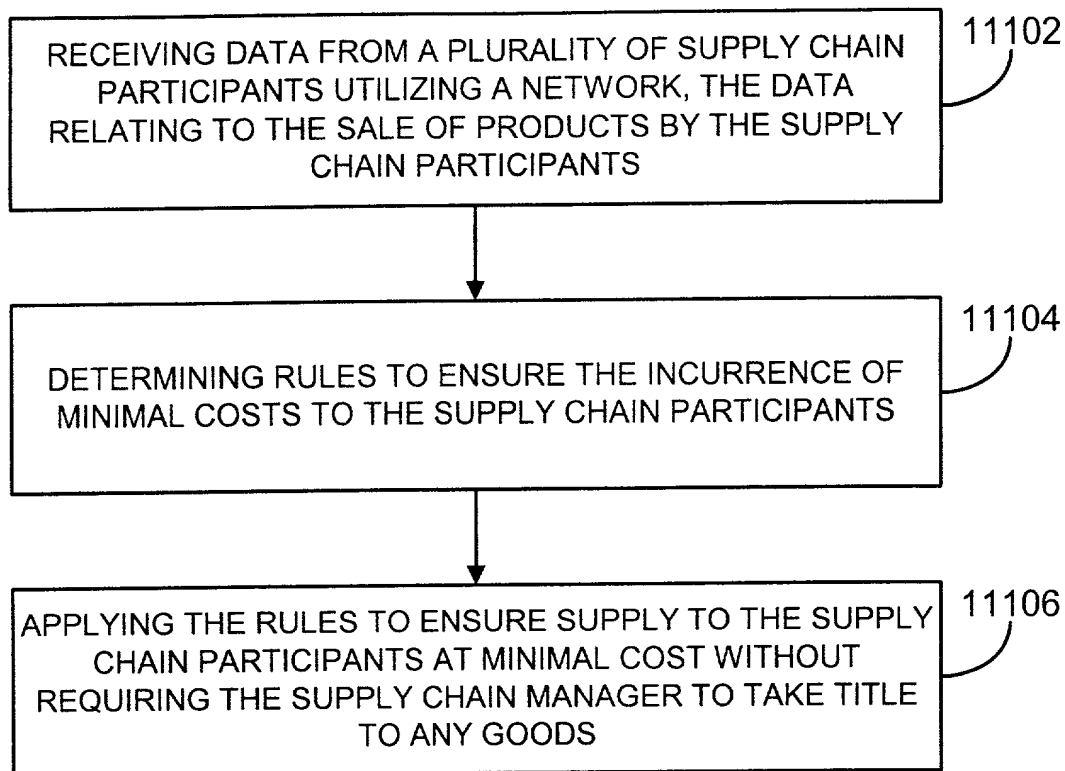 11102
RECEIVING DATA FROM A PLURALITY OF SUPPLY CHAIN
PARTICIPANTS UTILIZING A NETWORK, THE DATA
RELATING TO THE SALE OF PRODUCTS BY THE SUPPLY
CHAIN PARTICIPANTS
11104
DETERMINING RULES TO ENSURE THE INCURRENCE OF
MINIMAL COSTS TO THE SUPPLY CHAIN PARTICIPANTS
11106
APPLYING THE RULES TO ENSURE SUPPLY TO THE SUPPLY
CHAIN PARTICIPANTS AT MINIMAL COST WITHOUT
REQUIRING THE SUPPLY CHAIN MANAGER TO TAKE TITLE
TO ANY GOODS